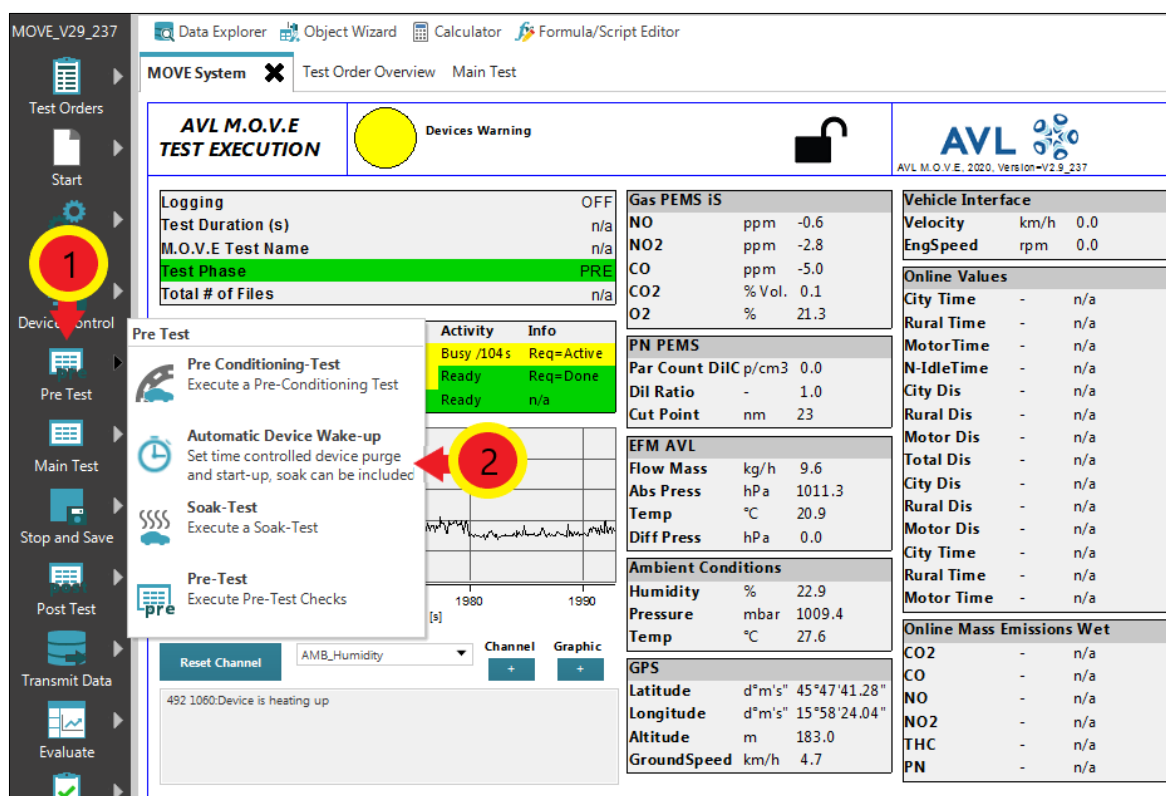 MOVE_V29_237
Data Explorer Object Wizard Calculator Formula/Script Editor
MOVE System Test Order Overview Main Test
Test Orders
Start
1
Device Control
Pre Test
Main Test
Stop and Save
Post Test
Transmit Data
Evaluate
AVL M.O.V.E
TEST EXECUTION
Devices Warning
AVL
AVL M.O.V.E, 2020, Version=V2.9_237
Logging OFF
Test Duration (s) n/a
M.O.V.E Test Name n/a
Test Phase PRE
Total # of Files n/a
Activity Info
Busy /104 s Req=Active
Ready Req=Done
Ready n/a
Pre Test
Pre Conditioning-Test
Execute a Pre-Conditioning Test
Automatic Device Wake-up
Set time controlled device purge
and start-up, soak can be included
2
Soak-Test
Execute a Soak-Test
pre
Pre-Test
Execute Pre-Test Checks
1980 1990
[s]
Reset Channel
AMB_Humidity
Channel Graphic
+ +
492 1060:Device is heating up
Gas PEMS iS
NO ppm -0.6
NO2 ppm -2.8
CO ppm -5.0
CO2 % Vol. 0.1
O2 % 21.3
PN PEMS
Par Count DilC p/cm3 0.0
Dil Ratio - 1.0
Cut Point nm 23
EFM AVL
Flow Mass kg/h 9.6
Abs Press hPa 1011.3
Temp °C 20.9
Diff Press hPa 0.0
Ambient Conditions
Humidity % 22.9
Pressure mbar 1009.4
Temp °C 27.6
GPS
Latitude d°m's" 45°47'41.28"
Longitude d°m's" 15°58'24.04"
Altitude m 183.0
GroundSpeed km/h 4.7
Vehicle Interface
Velocity km/h 0.0
EngSpeed rpm 0.0
Online Values
City Time - n/a
Rural Time - n/a
MotorTime - n/a
N-IdleTime - n/a
City Dis - n/a
Rural Dis - n/a
Motor Dis - n/a
Total Dis - n/a
City Dis - n/a
Rural Dis - n/a
Motor Dis - n/a
City Time - n/a
Rural Time - n/a
Motor Time - n/a
Online Mass Emissions Wet
CO2 - n/a
CO - n/a
NO - n/a
NO2 - n/a
THC - n/a
PN - n/a